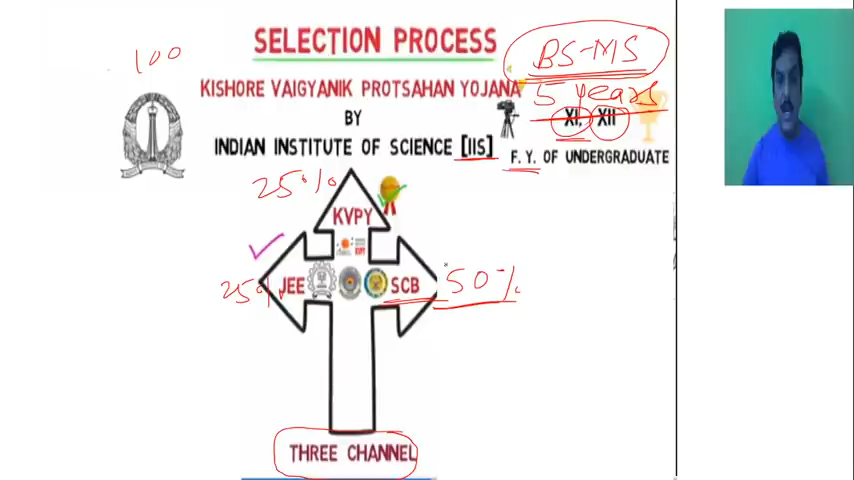 100
SELECTION PROCESS
BS-MS
KISHORE VAIGYANIK PROTSAHAN YOJANA
5 years
BY
XI, XII
INDIAN INSTITUTE OF SCIENCE [IIS]
F. Y. OF UNDERGRADUATE
25%
KVPY
25%
JEE
SCB
50%
THREE CHANNEL